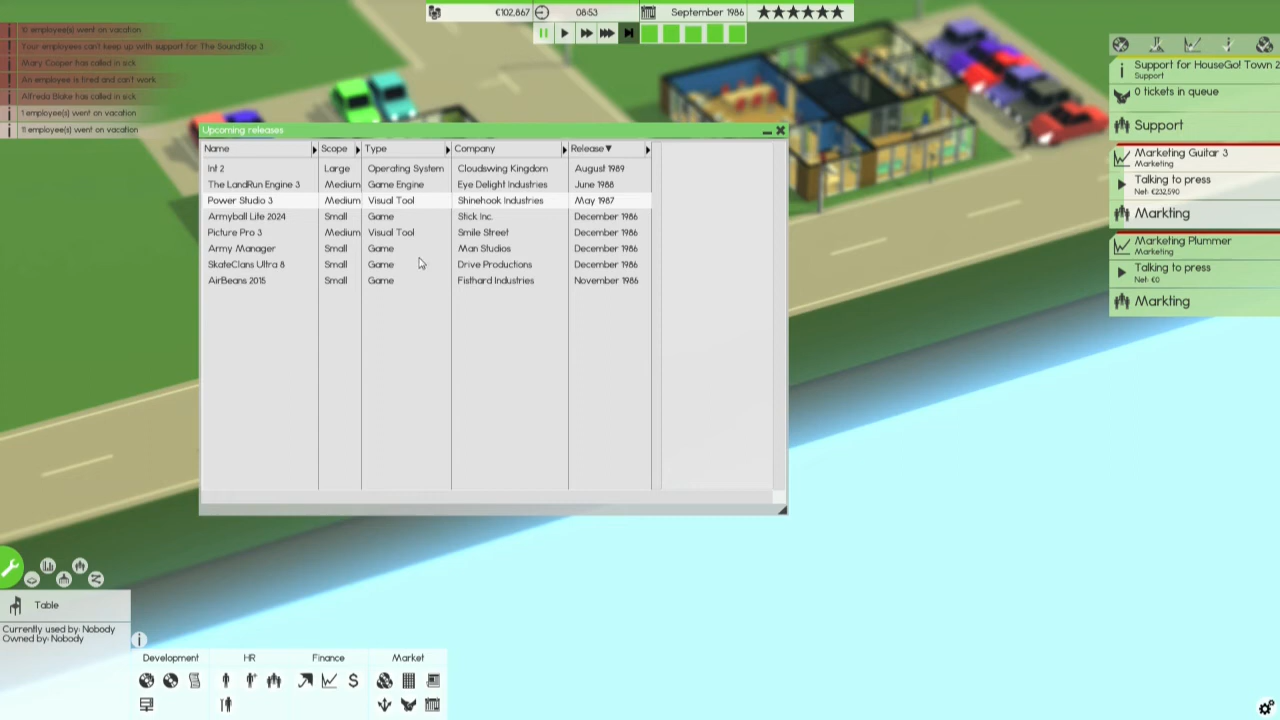 €102,867 08:53 September 1986
10 employee(s) went on vacation
Your employees can't keep up with support for The SoundStop 3
Mary Cooper has called in sick
An employee is tired and can't work
Alfredo Blake has called in sick
1 employee(s) went on vacation
11 employee(s) went on vacation
Upcoming releases
Name Scope Type Company Release
Int 2 Large Operating System Cloudswing Kingdom August 1989
The LandRun Engine 3 Medium Game Engine Eye Delight Industries June 1988
Power Studio 3 Medium Visual Tool Shinehook Industries May 1987
Armyball Life 2024 Small Game Stick Inc. December 1986
Picture Pro 3 Medium Visual Tool Smile Street December 1986
Army Manager Small Game Man Studios December 1986
SkateClans Ultra 8 Small Game Drive Productions December 1986
AirBeans 2015 Small Game Fisthard Industries November 1986
Support for HouseGo! Town 2
Support
0 tickets in queue
Support
Marketing Guitar 3
Marketing
Talking to press
Net: €232,590
Markting
Marketing Plummer
Marketing
Talking to press
Net: €0
Markting
Table
Currently used by: Nobody
Owned by: Nobody
Development HR Finance Market